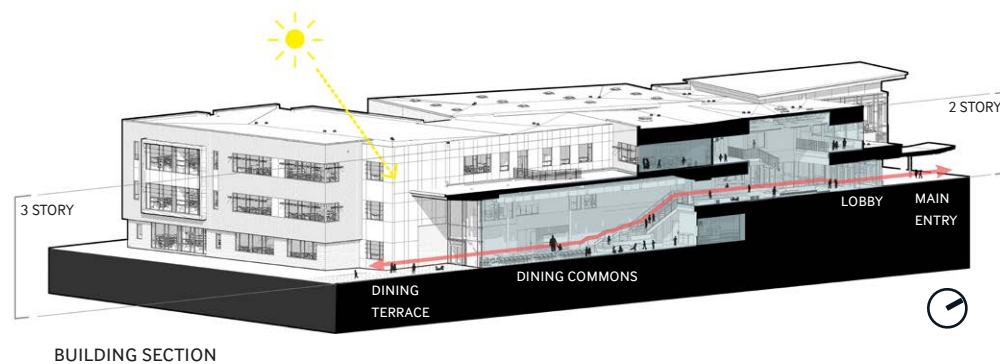 2 STORY
3 STORY
LOBBY
MAIN
ENTRY
DINING COMMONS
DINING
TERRACE
BUILDING SECTION